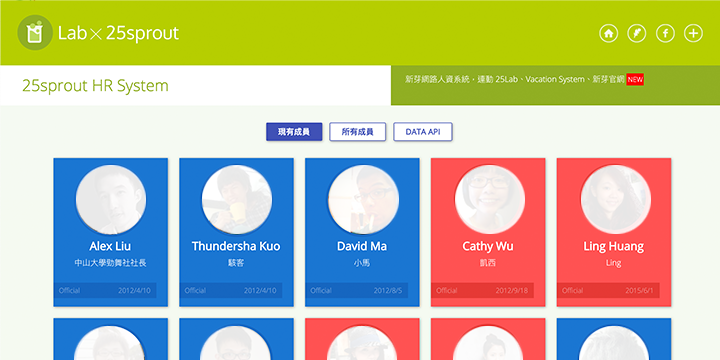 Lab × 25sprout
25sprout HR System
新芽網路人資系統,連動 25Lab、Vacation System、新芽官網 NEW
現有成員 所有成員 DATA API
Alex Liu
中山大學勁舞社社長
Official 2012/4/10
Thundersha Kuo
駭客
Official 2012/4/10
David Ma
小馬
Official 2012/8/5
Cathy Wu
凱西
Official 2012/9/18
Ling Huang
Ling
Official 2015/6/1